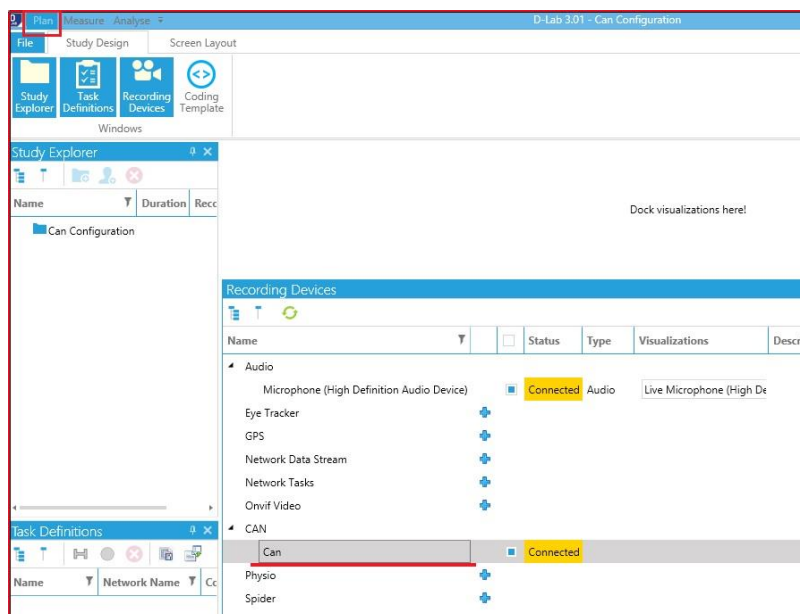 Plan Measure Analyse D-Lab 3.01 - Can Configuration
File Study Design Screen Layout
Study Explorer
Task Definitions
Recording Devices
Coding Template
Windows
Study Explorer
Name Duration Recc
Can Configuration
Dock visualizations here!
Recording Devices
Name Status Type Visualizations Descr
Audio
Microphone (High Definition Audio Device) Connected Audio Live Microphone (High De
Eye Tracker
GPS
Network Data Stream
Network Tasks
Onvif Video
CAN
Can Connected
Physio
Spider
Task Definitions
Name Network Name Co